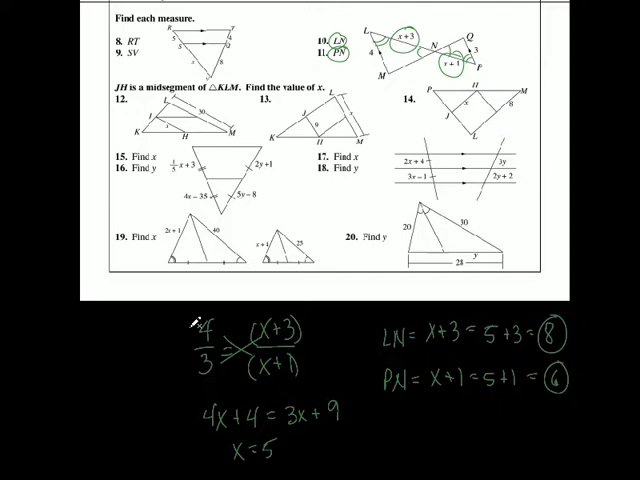 Find each measure.
8. RT
9. SV
R T
5 4
S Q
x 8
V
10. LN
11. PN
L x + 3 Q
4 N 3
M x + 1 P
JH is a midsegment of △KLM. Find the value of x.
12.
L
30
J
x
K H M
13.
L
J
9 x
K H M
14.
P H M
x 8
J
L
15. Find x
16. Find y
1/5 x + 3 2y + 1
4x − 35 5y − 8
17. Find x
18. Find y
2x + 4 3y
3x − 1 2y + 2
19. Find x
2x + 1 40
x + 4 25
20. Find y
20 30
y
28
4/3 = (x+3)/(x+1)
4x + 4 = 3x + 9
x = 5
LN = x+3 = 5+3 = 8
PN = x+1 = 5+1 = 6